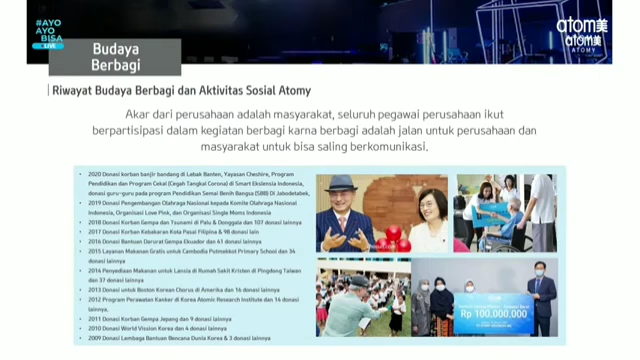 #AYO
AYO
BISA
LIVE
atom美
atom美
ATOMY
Budaya
Berbagi
Riwayat Budaya Berbagi dan Aktivitas Sosial Atomy
Akar dari perusahaan adalah masyarakat, seluruh pegawai perusahaan ikut
berpartisipasi dalam kegiatan berbagi karna berbagi adalah jalan untuk perusahaan dan
masyarakat untuk bisa saling berkomunikasi.
• 2020 Donasi korban banjir bandang di Lebak Banten, Yayasan Cheshire, Program
Pendidikan dan Program Cekal (Cegah Tangkal Corona) di Smart Ekslensia Indonesia,
donasi guru-guru pada program Pendidikan Semai Benih Bangsa (SBB) Di Jabodetabek,
• 2019 Donasi Pengembangan Olahraga Nasional kepada Komite Olahraga Nasional
Indonesia, Organisasi Love Pink, dan Organisasi Single Moms Indonesia
• 2018 Donasi Korban Gempa dan Tsunami di Palu & Donggala dan 107 donasi lainnya
• 2017 Donasi Korban Kebakaran Kota Pasai Filipina & 98 donasi lain
• 2016 Donasi Bantuan Darurat Gempa Ekuador dan 41 donasi lainnya
• 2015 Layanan Makanan Gratis untuk Cambodia Putmakkot Primary School dan 34
donasi lainnya
• 2014 Penyediaan Makanan untuk Lansia di Rumah Sakit Kristen di Pingdong Taiwan
dan 37 donasi lainnya
• 2013 Donasi untuk Boston Korean Chorus di Amerika dan 16 donasi lainnya
• 2012 Program Perawatan Kanker di Korea Atomic Research Institute dan 14 donasi
lainnya.
• 2011 Donasi Korban Gempa Jepang dan 9 donasi lainnya
• 2010 Donasi World Vission Korea dan 4 donasi lainnya
• 2009 Donasi Lembaga Bantuan Bencana Dunia Korea & 3 donasi lainnya
Rp 100.000.000